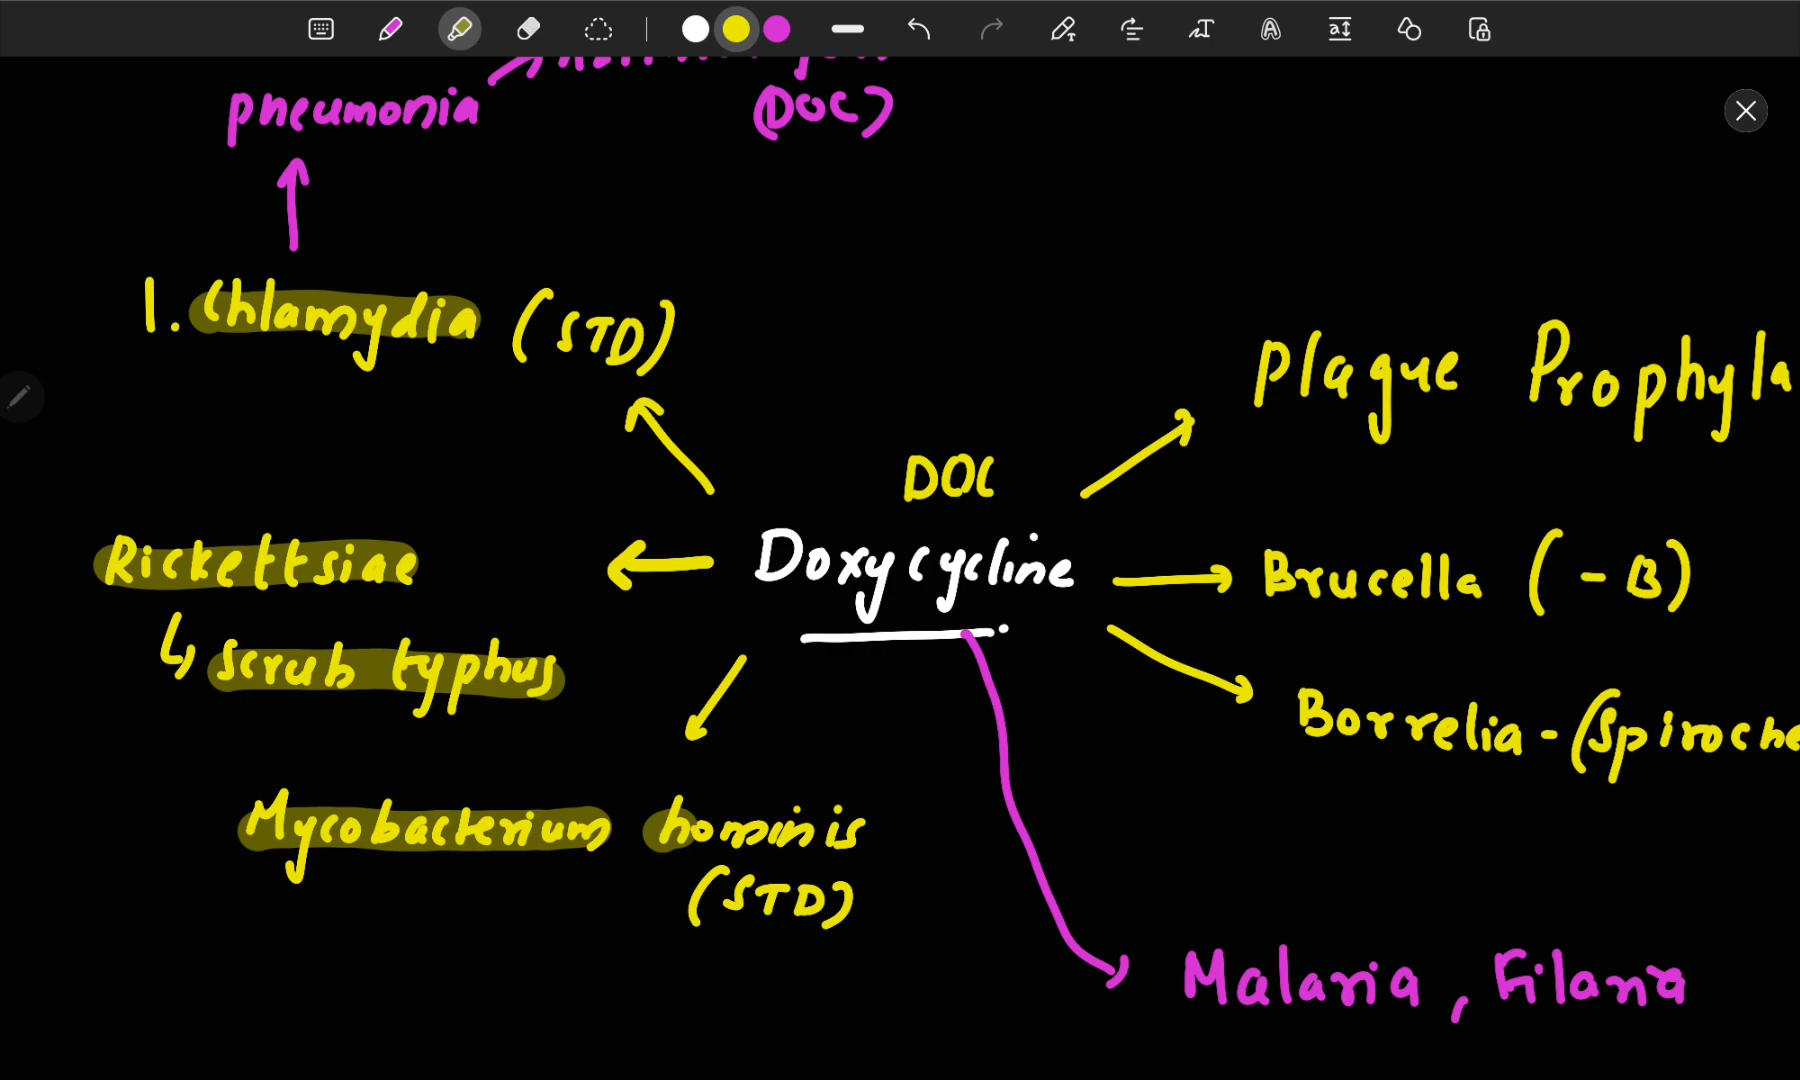 pneumonia
(DOC)
1. Chlamydia (STD)
Plague Prophyla
DOC
Doxycycline
Rickettsiae
Brucella (-B)
↳ Scrub typhus
Borrelia - (Spiroche
Mycobacterium hominis
(STD)
Malaria, Filaria